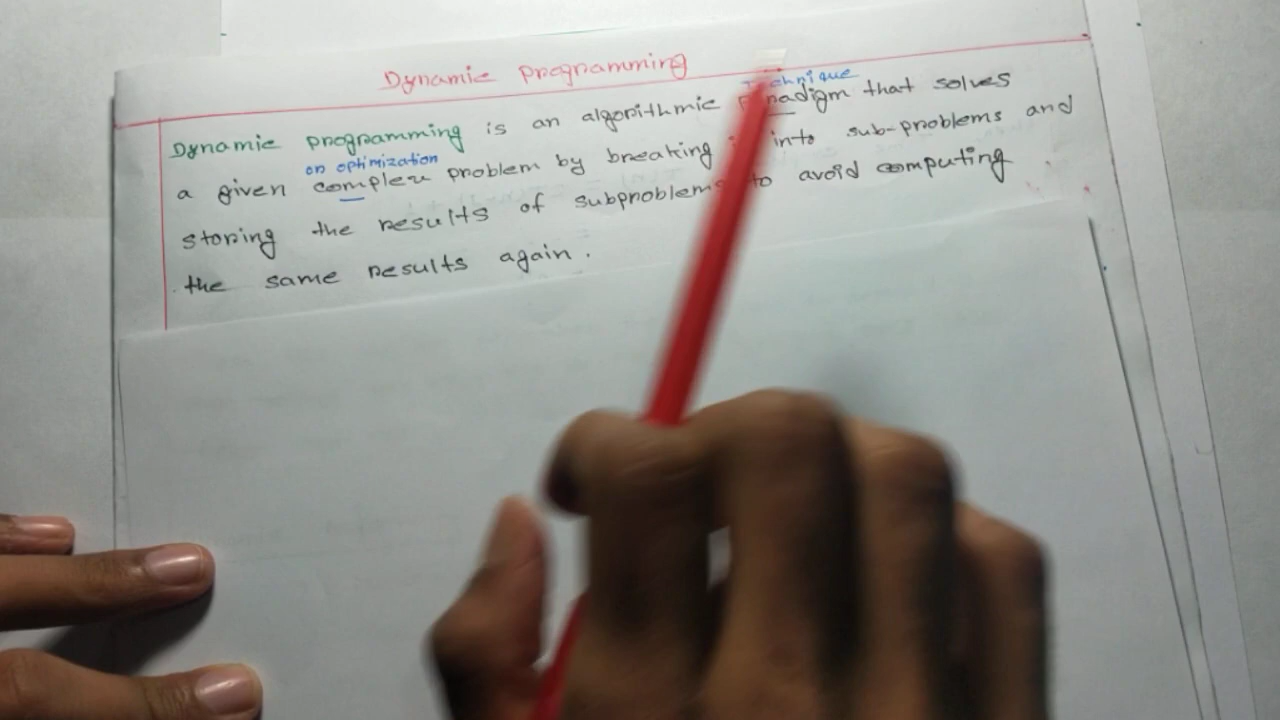 Dynamic Programming
technique
Dynamic programming is an algorithmic paradigm that solves
on optimization
a given complex problem by breaking into sub-problems and
storing the results of subproblems to avoid computing
the same results again.